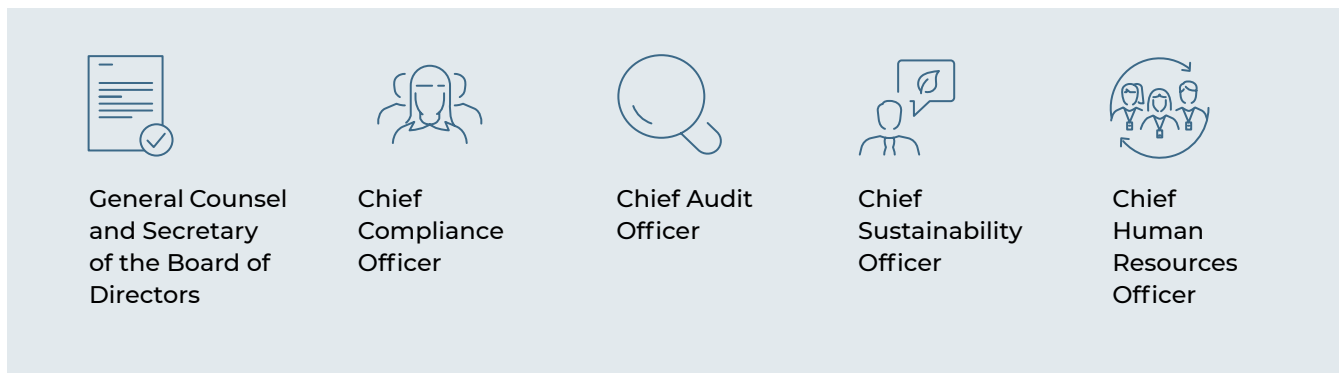 General Counsel
and Secretary
of the Board of
Directors
Chief
Compliance
Officer
Chief Audit
Officer
Chief
Sustainability
Officer
Chief
Human
Resources
Officer